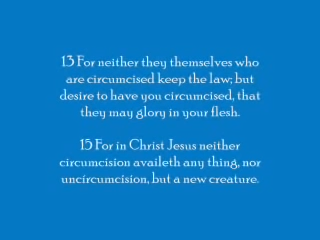 13 For neither they themselves who
are circumcised keep the law; but
desire to have you circumcised, that
they may glory in your flesh.
15 For in Christ Jesus neither
circumcision availeth any thing, nor
uncircumcision, but a new creature.